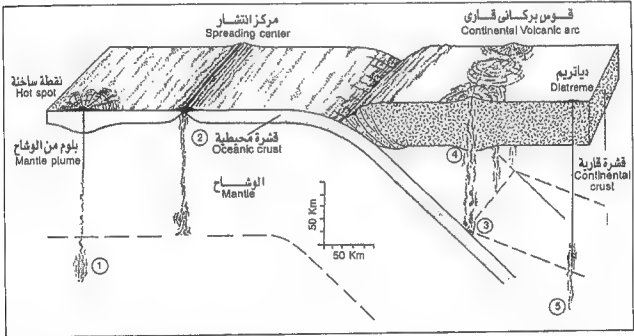 مركز انتشار
Spreading center
قوس بركانى قارى
Continental Volcanic arc
نقطة ساخنة
Hot spot
دياتريم
Diatreme
بلوم من الوشاح
Mantle plume
②
قشرة محيطية
Oceanic crust
الوشاح
Mantle
④
قشرة قارية
Continental
crust
50 Km
50 Km
③
①
⑤